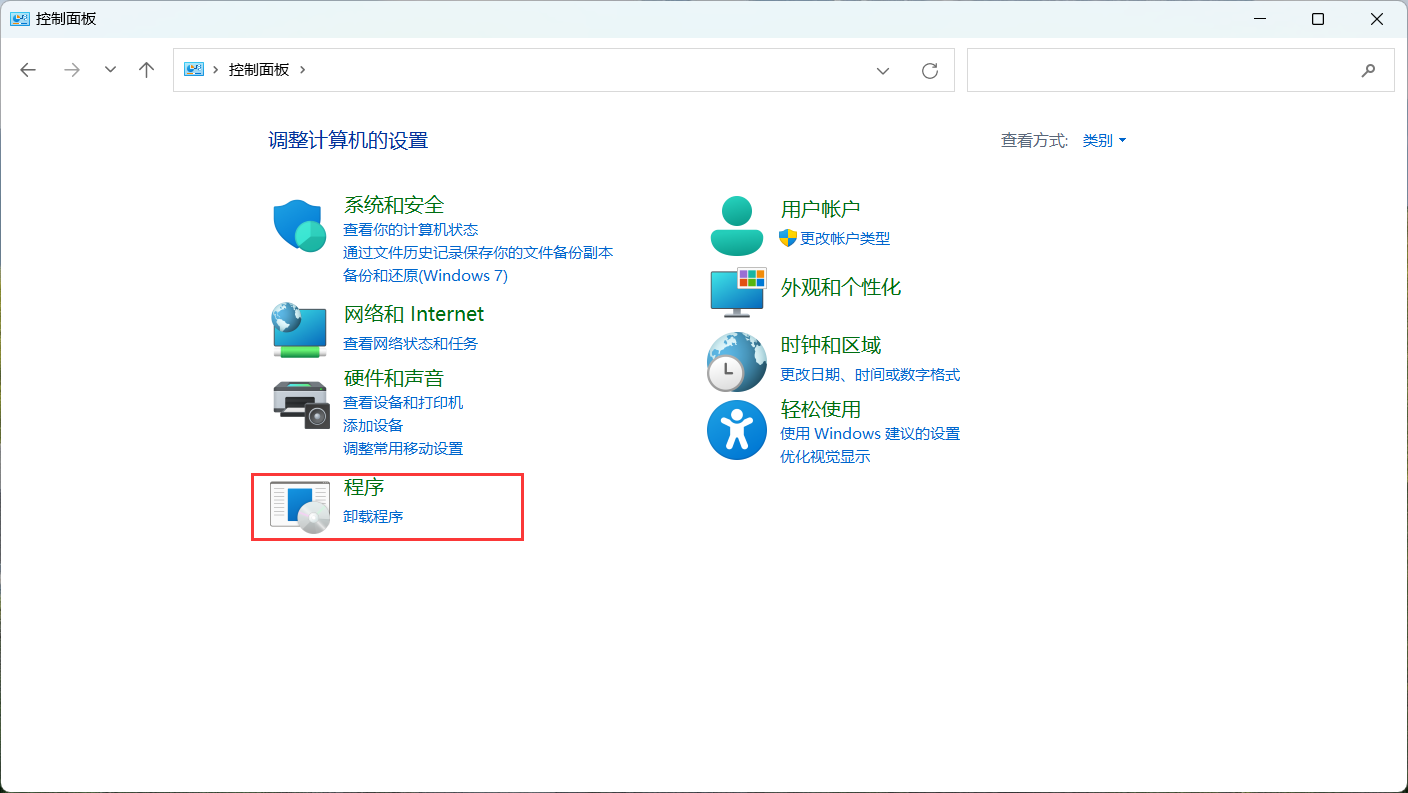 控制面板
控制面板
调整计算机的设置
查看方式: 类别
系统和安全
查看你的计算机状态
通过文件历史记录保存你的文件备份副本
备份和还原(Windows 7)
网络和 Internet
查看网络状态和任务
硬件和声音
查看设备和打印机
添加设备
调整常用移动设置
程序
卸载程序
用户帐户
更改帐户类型
外观和个性化
时钟和区域
更改日期、时间或数字格式
轻松使用
使用 Windows 建议的设置
优化视觉显示